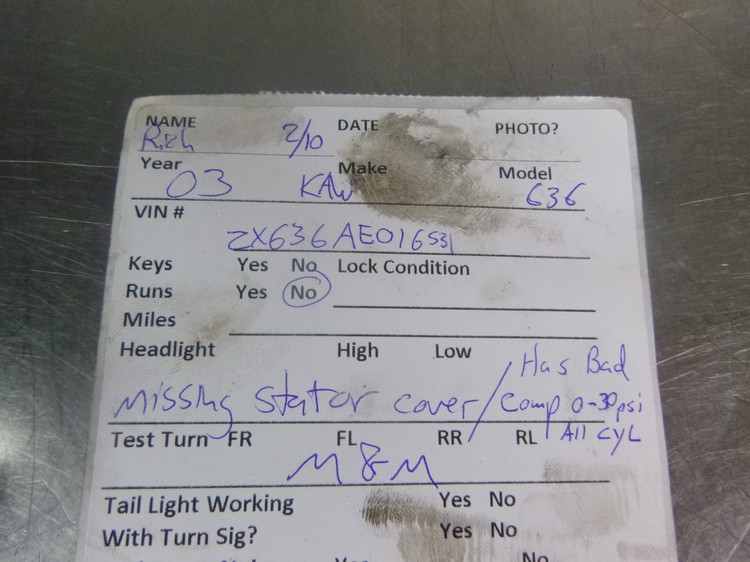 NAME DATE PHOTO?
Rich 2/10
Year Make Model
03 KAW 636
VIN #
ZX636AE016531
Keys Yes No Lock Condition
Runs Yes No
Miles
Headlight High Low
Missing Stator cover / Has Bad
Comp 0-30psi
All CYL
Test Turn FR FL RR RL
M&M
Tail Light Working Yes No
With Turn Sig? Yes No
No